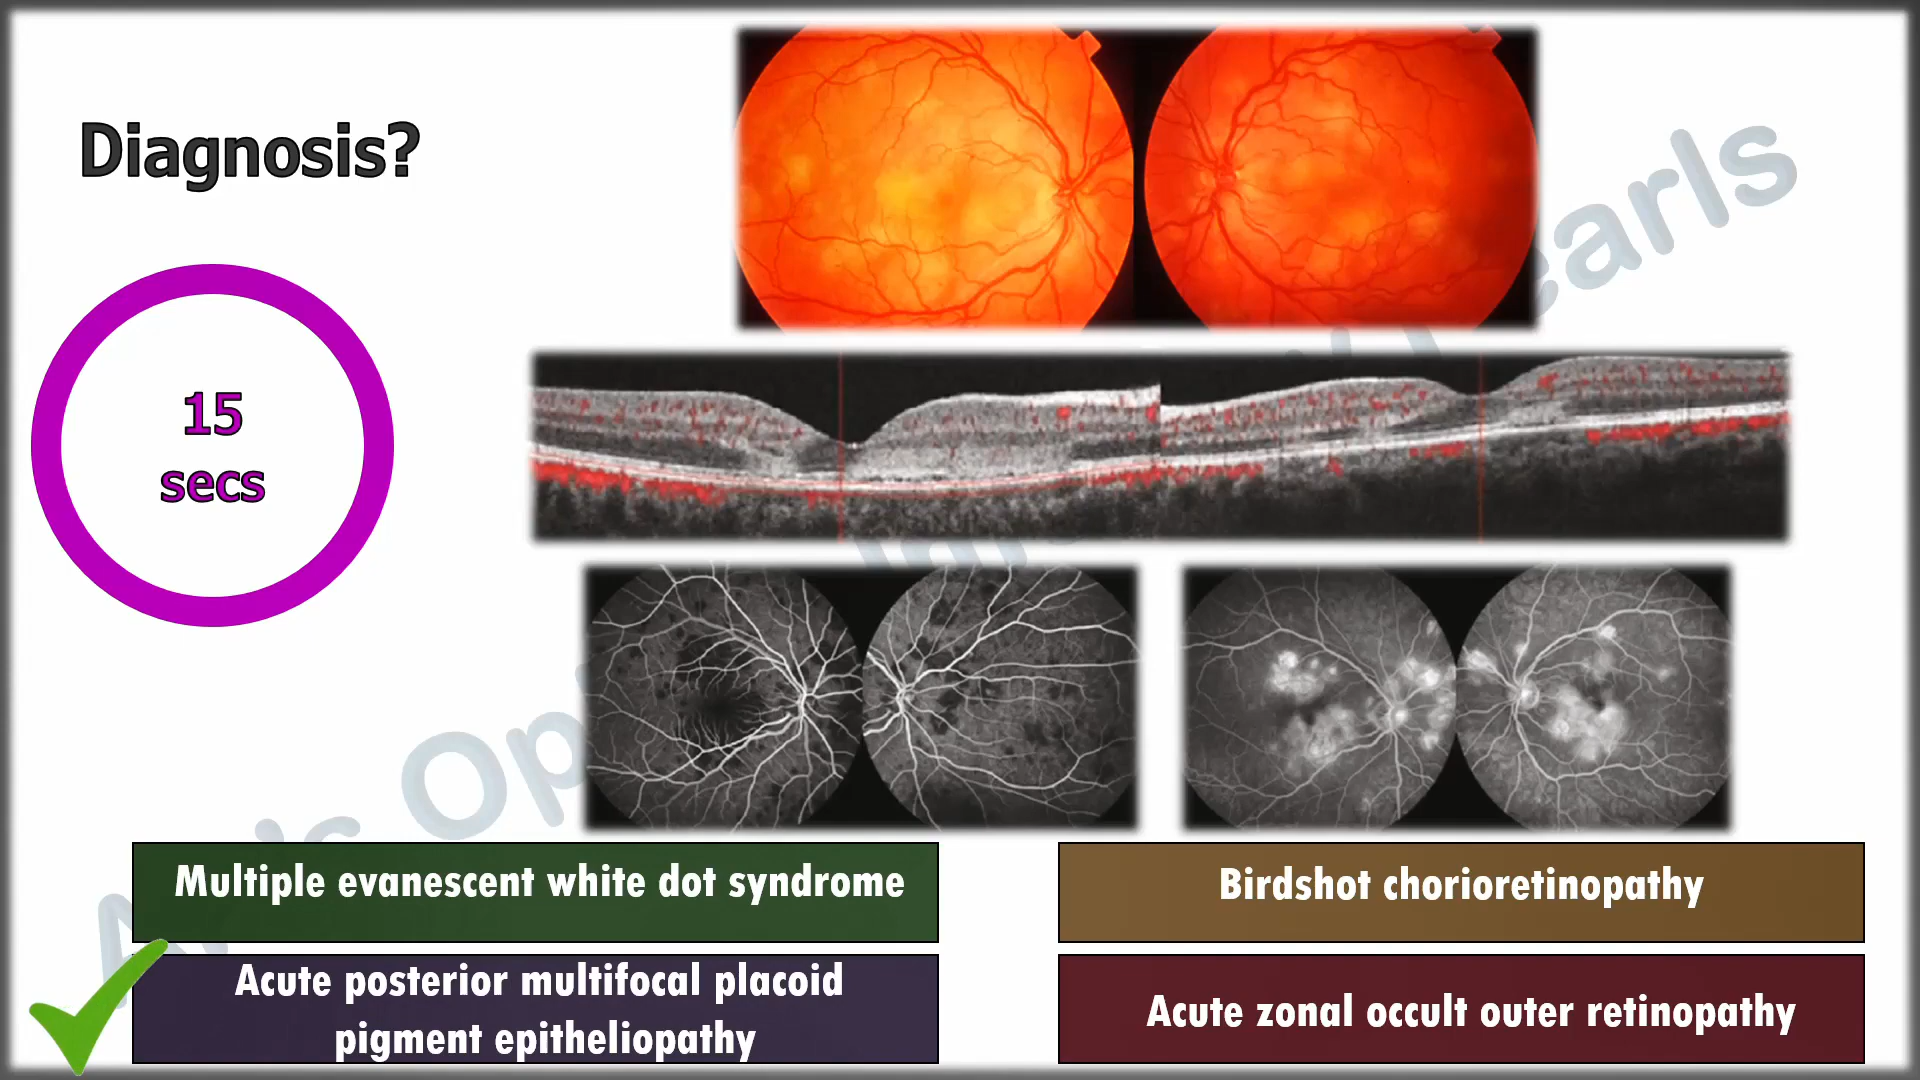 Diagnosis?
15
secs
Multiple evanescent white dot syndrome
Birdshot chorioretinopathy
Acute posterior multifocal placoid
pigment epitheliopathy
Acute zonal occult outer retinopathy